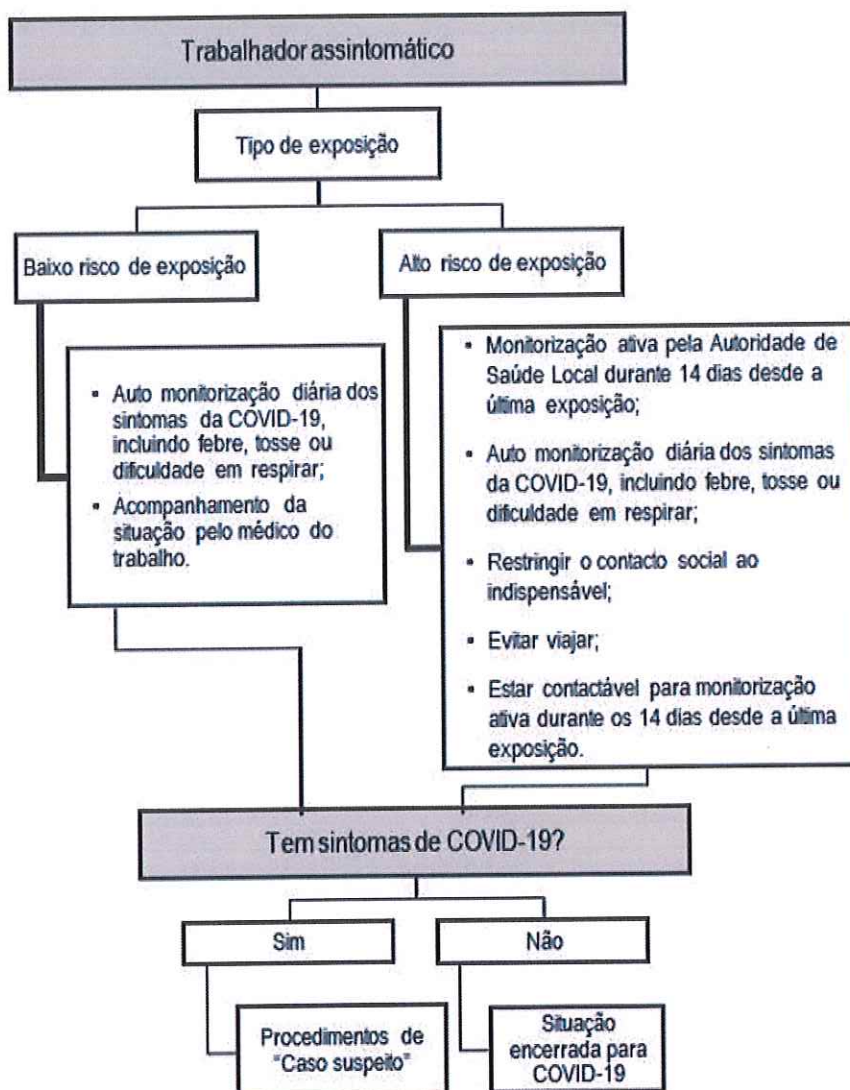 Trabalhador assintomático
Tipo de exposição
Baixo risco de exposição
Alto risco de exposição
▪ Auto monitorização diária dos
sintomas da COVID-19,
incluindo febre, tosse ou
dificuldade em respirar;
▪ Acompanhamento da
situação pelo médico do
trabalho.
▪ Monitorização ativa pela Autoridade de
Saúde Local durante 14 dias desde a
última exposição;
▪ Auto monitorização diária dos sintomas
da COVID-19, incluindo febre, tosse ou
dificuldade em respirar;
▪ Restringir o contacto social ao
indispensável;
▪ Evitar viajar;
▪ Estar contactável para monitorização
ativa durante os 14 dias desde a última
exposição.
Tem sintomas de COVID-19?
Sim
Não
Procedimentos de
"Caso suspeito"
Situação
encerrada para
COVID-19